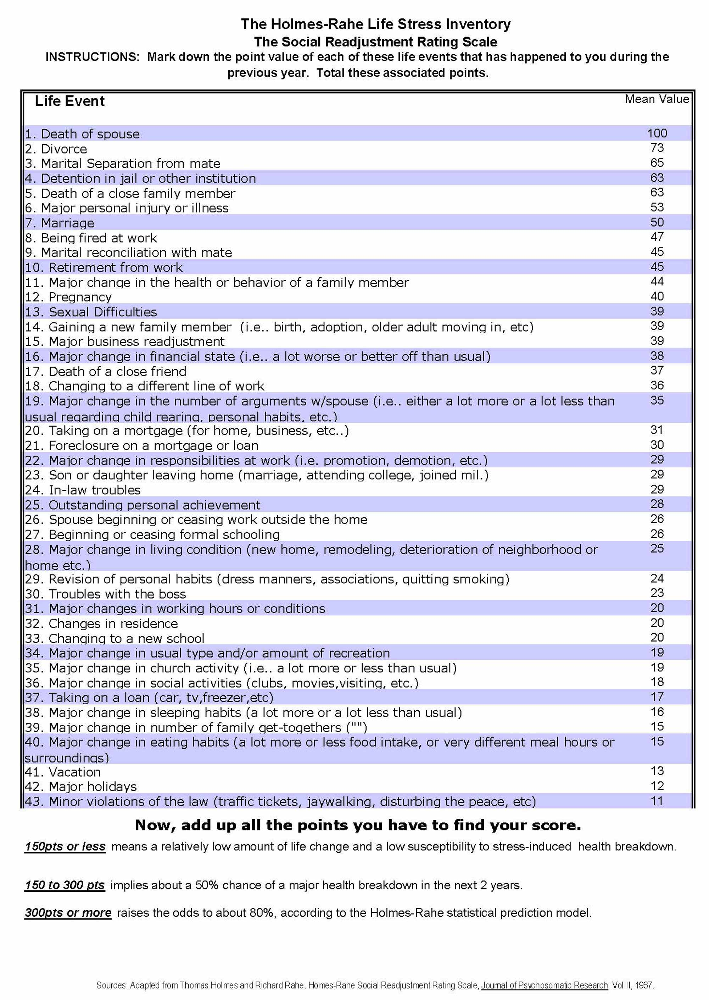 The Holmes-Rahe Life Stress Inventory
The Social Readjustment Rating Scale
INSTRUCTIONS: Mark down the point value of each of these life events that has happened to you during the
previous year. Total these associated points.
Life Event Mean Value
1. Death of spouse 100
2. Divorce 73
3. Marital Separation from mate 65
4. Detention in jail or other institution 63
5. Death of a close family member 63
6. Major personal injury or illness 53
7. Marriage 50
8. Being fired at work 47
9. Marital reconciliation with mate 45
10. Retirement from work 45
11. Major change in the health or behavior of a family member 44
12. Pregnancy 40
13. Sexual Difficulties 39
14. Gaining a new family member (i.e.. birth, adoption, older adult moving in, etc) 39
15. Major business readjustment 39
16. Major change in financial state (i.e.. a lot worse or better off than usual) 38
17. Death of a close friend 37
18. Changing to a different line of work 36
19. Major change in the number of arguments w/spouse (i.e.. either a lot more or a lot less than 35
usual regarding child rearing, personal habits, etc.)
20. Taking on a mortgage (for home, business, etc..) 31
21. Foreclosure on a mortgage or loan 30
22. Major change in responsibilities at work (i.e. promotion, demotion, etc.) 29
23. Son or daughter leaving home (marriage, attending college, joined mil.) 29
24. In-law troubles 29
25. Outstanding personal achievement 28
26. Spouse beginning or ceasing work outside the home 26
27. Beginning or ceasing formal schooling 26
28. Major change in living condition (new home, remodeling, deterioration of neighborhood or 25
home etc.)
29. Revision of personal habits (dress manners, associations, quitting smoking) 24
30. Troubles with the boss 23
31. Major changes in working hours or conditions 20
32. Changes in residence 20
33. Changing to a new school 20
34. Major change in usual type and/or amount of recreation 19
35. Major change in church activity (i.e.. a lot more or less than usual) 19
36. Major change in social activities (clubs, movies,visiting, etc.) 18
37. Taking on a loan (car, tv,freezer,etc) 17
38. Major change in sleeping habits (a lot more or a lot less than usual) 16
39. Major change in number of family get-togethers ("") 15
40. Major change in eating habits (a lot more or less food intake, or very different meal hours or 15
surroundings)
41. Vacation 13
42. Major holidays 12
43. Minor violations of the law (traffic tickets, jaywalking, disturbing the peace, etc) 11
Now, add up all the points you have to find your score.
150pts or less means a relatively low amount of life change and a low susceptibility to stress-induced health breakdown.
150 to 300 pts implies about a 50% chance of a major health breakdown in the next 2 years.
300pts or more raises the odds to about 80%, according to the Holmes-Rahe statistical prediction model.
Sources: Adapted from Thomas Holmes and Richard Rahe. Homes-Rahe Social Readjustment Rating Scale, Journal of Psychosomatic Research. Vol II, 1967.